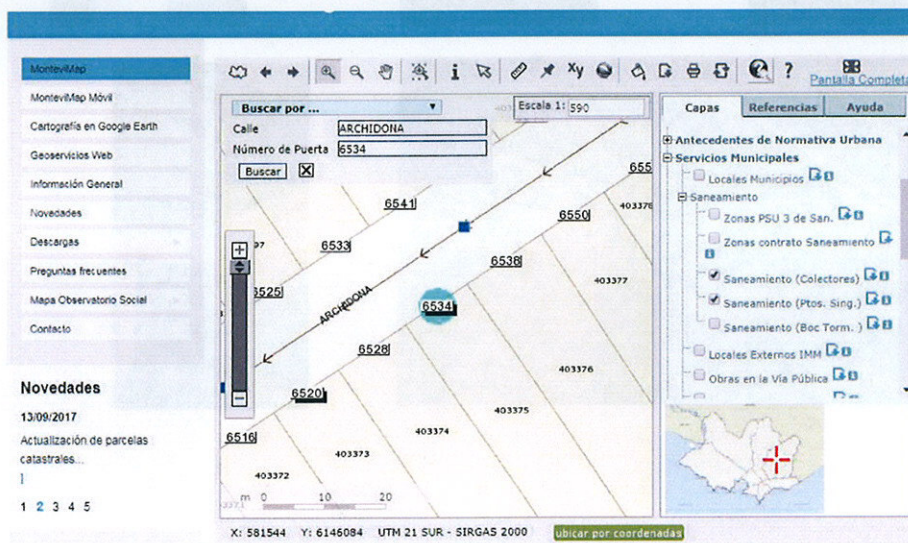 MonteviMap
MonteviMap Móvil
Cartografía en Google Earth
Geoservicios Web
Información General
Novedades
Descargas
Preguntas frecuentes
Mapa Observatorio Social
Contacto
Novedades
13/09/2017
Actualización de parcelas
catastrales...
]
1 2 3 4 5
i
xy
?
Pantalla Completa
Buscar por ...
Escala 1: 590
Calle ARCHIDONA
Número de Puerta 6534
Buscar
655
403378
6541
6550
6533
6538
403377
6525
ARCHIDONA
6534
6528
403376
6520
403375
6516
403374
403373
403372
m 0 10 20
X: 581544 Y: 6146084 UTM 21 SUR - SIRGAS 2000 ubicar por coordenadas
Capas Referencias Ayuda
Antecedentes de Normativa Urbana
Servicios Municipales
Locales Municipios
Saneamiento
Zonas PSU 3 de San.
Zonas contrato Saneamiento
Saneamiento (Colectores)
Saneamiento (Ptos. Sing.)
Saneamiento (Boc Torm. )
Locales Externos IMM
Obras en la Vía Pública